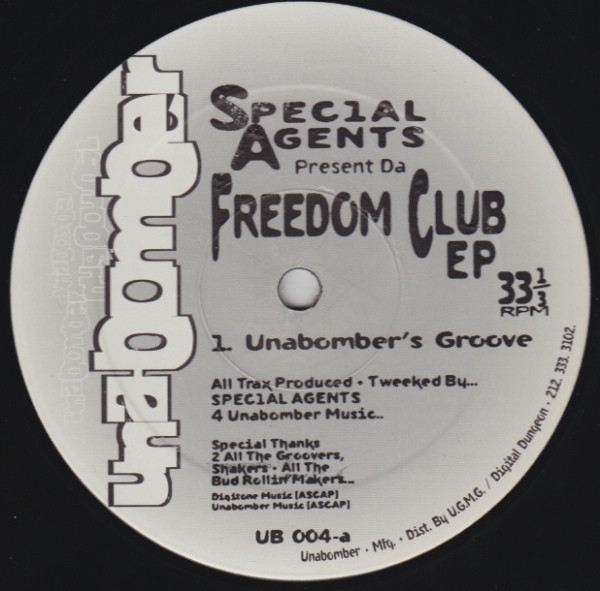 unabomber
SPEC1AL
AGENTS
Present Da
FREEDOM CLUB
EP
33 1/3
RPM
1. Unabomber's Groove
All Trax Produced • Tweeked By...
SPEC1AL AGENTS
4 Unabomber Music..
Special Thanks
2 All The Groovers,
Shakers • All The
Bud Rollin' Makers...
Digitone Music [ASCAP]
Unabomber Music [ASCAP]
UB 004-a
Unabomber • Mfg. • Dist. By U.G.M.G. / Digital Dungeon • 212. 333. 3102.